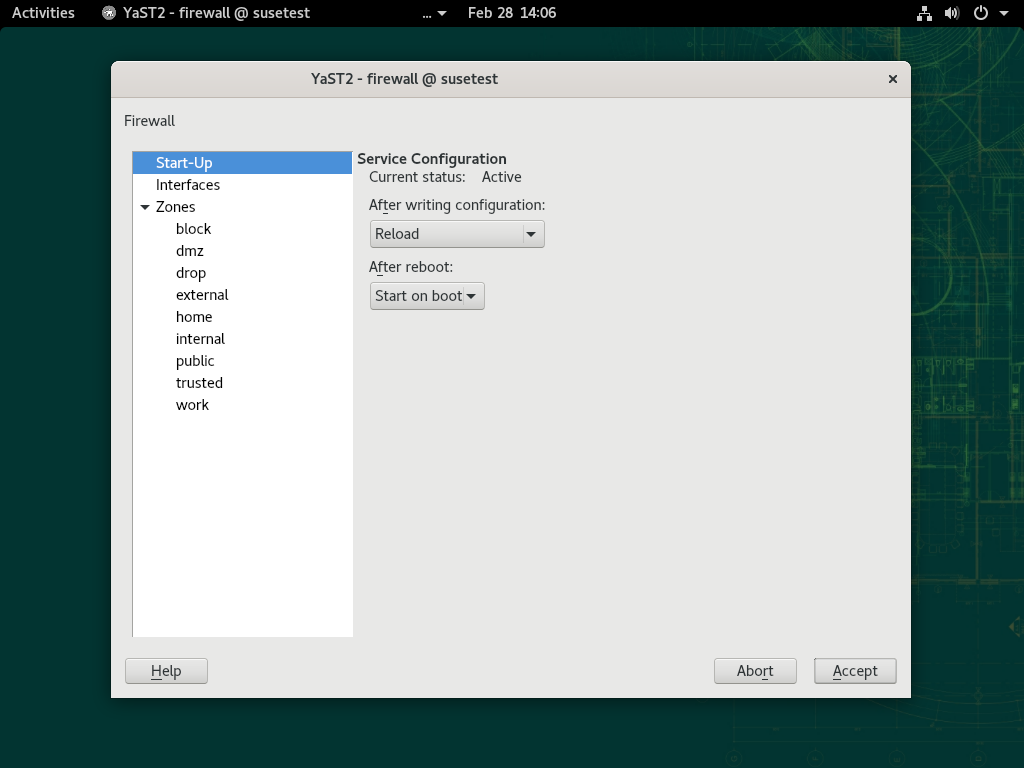 Activities YaST2 - firewall @ susetest ... Feb 28 14:06
YaST2 - firewall @ susetest
Firewall
Start-Up
Interfaces
Zones
block
dmz
drop
external
home
internal
public
trusted
work
Service Configuration
Current status: Active
After writing configuration:
Reload
After reboot:
Start on boot
Help Abort Accept